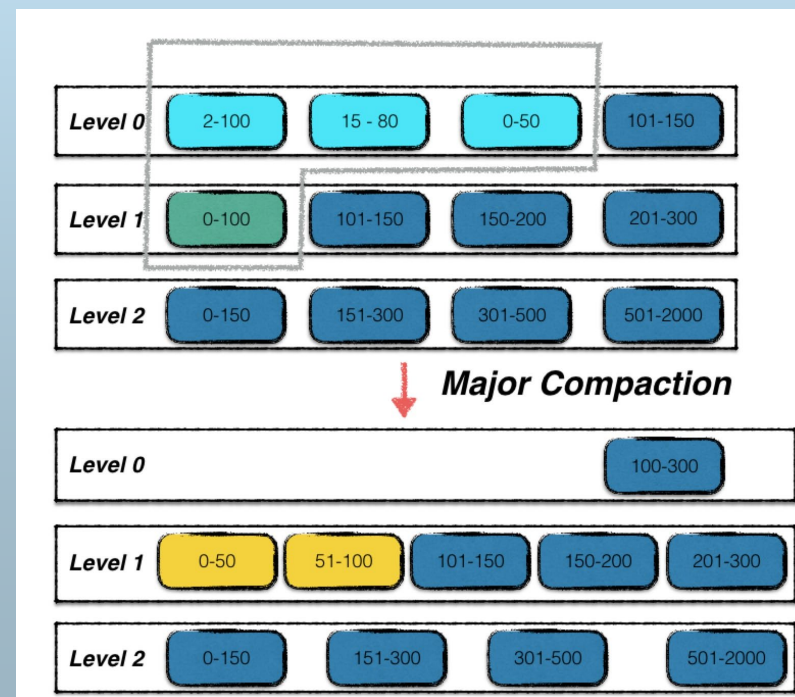 Level 0 2-100 15 - 80 0-50 101-150
Level 1 0-100 101-150 150-200 201-300
Level 2 0-150 151-300 301-500 501-2000
Major Compaction
Level 0 100-300
Level 1 0-50 51-100 101-150 150-200 201-300
Level 2 0-150 151-300 301-500 501-2000